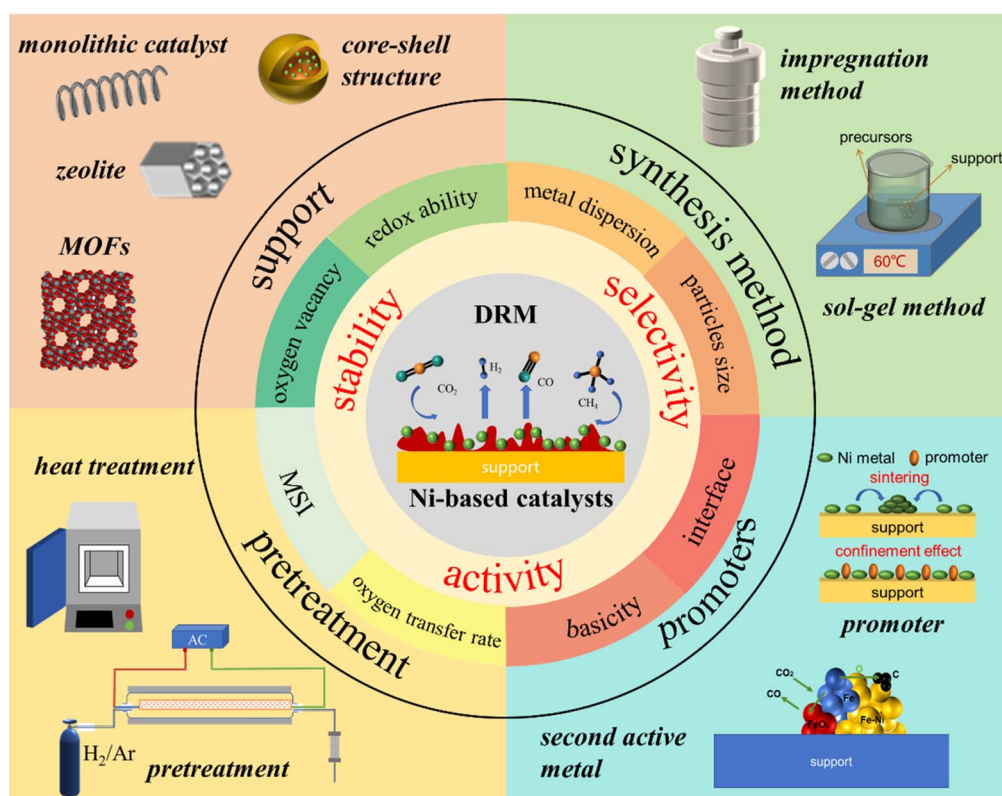 monolithic catalyst
core-shell
structure
zeolite
MOFs
impregnation
method
precursors
support
60℃
sol-gel method
support
synthesis method
promoters
pretreatment
redox ability
metal dispersion
particles size
interface
basicity
oxygen transfer rate
MSI
oxygen vacancy
stability
selectivity
activity
DRM
CO₂
H₂
CO
CH₄
support
Ni-based catalysts
heat treatment
AC
H₂/Ar
pretreatment
Ni metal
promoter
sintering
support
confinement effect
support
promoter
CO₂
CO
O
C
Fe
Fe-Ni
support
second active
metal